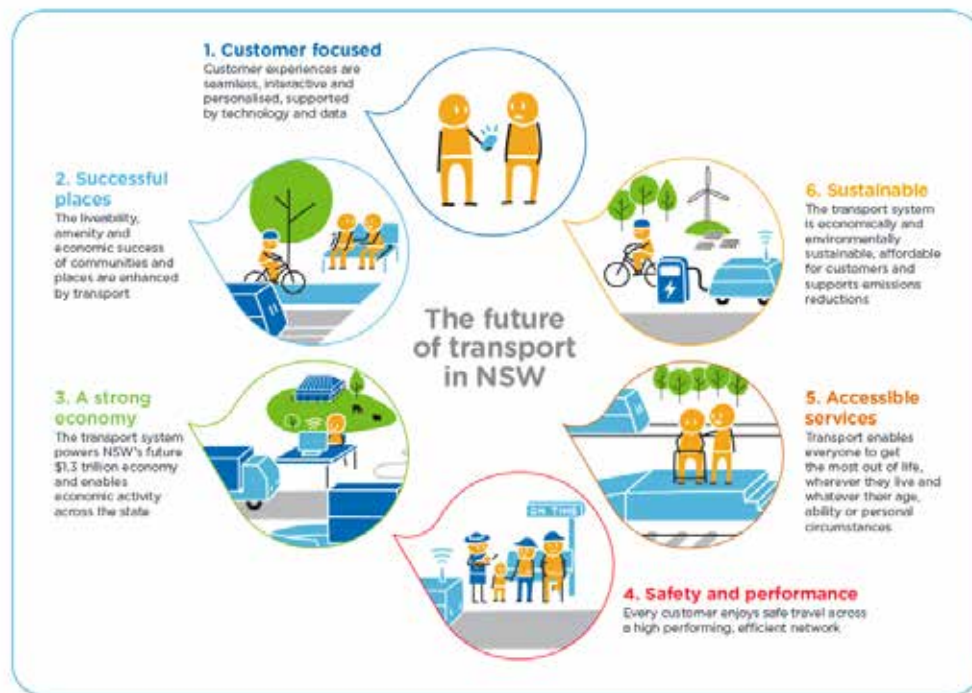 1. Customer focused
Customer experiences are
seamless, interactive and
personalised, supported
by technology and data
2. Successful
places
The liveability,
amenity and
economic success
of communities and
places are enhanced
by transport
3. A strong
economy
The transport system
powers NSW's future
$1.3 trillion economy
and enables
economic activity
across the state
The future
of transport
in NSW
ON TIME
4. Safety and performance
Every customer enjoys safe travel across
a high performing, efficient network
5. Accessible
services
Transport enables
everyone to get
the most out of life,
wherever they live and
whatever their age,
ability or personal
circumstances
6. Sustainable
The transport system
is economically and
environmentally
sustainable, affordable
for customers and
supports emissions
reductions